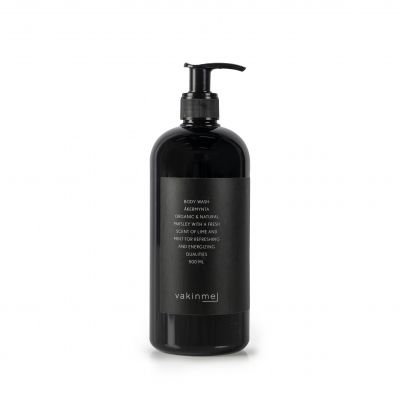 BODY WASH
ÅKERMYNTA
ORGANIC & NATURAL
PARSLEY WITH A FRESH
SCENT OF LIME AND
MINT FOR REFRESHING
AND ENERGIZING
QUALITIES
500 ML
vakinme